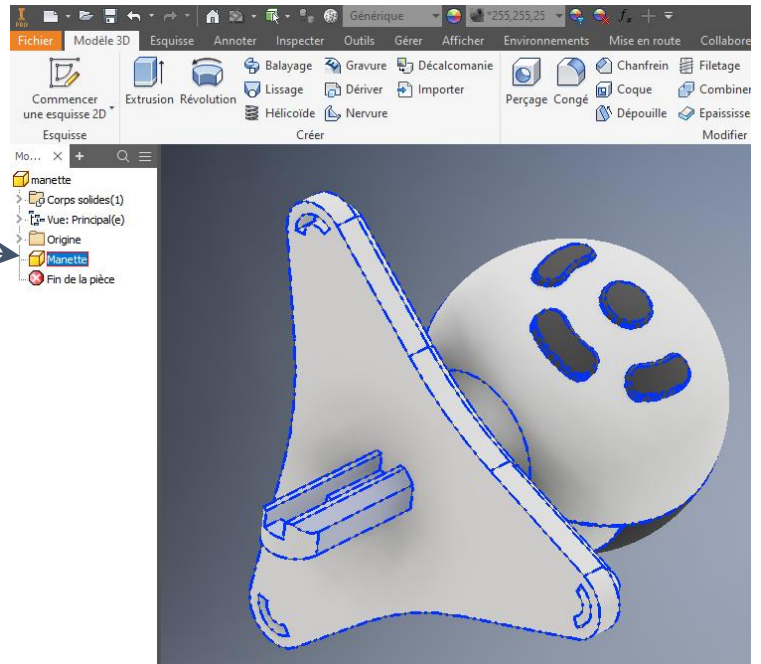 I
PRO
Générique
*255,255,25
fx
Fichier Modèle 3D Esquisse Annoter Inspecter Outils Gérer Afficher Environnements Mise en route Collabore
Commencer
une esquisse 2D
Extrusion Révolution
Balayage Gravure Décalcomanie
Lissage Dériver Importer
Hélicoïde Nervure
Perçage Congé
Chanfrein Filetage
Coque Combiner
Dépouille Epaississe
Esquisse Créer Modifier
Mo... × +
manette
Corps solides(1)
Vue: Principal(e)
Origine
Manette
Fin de la pièce